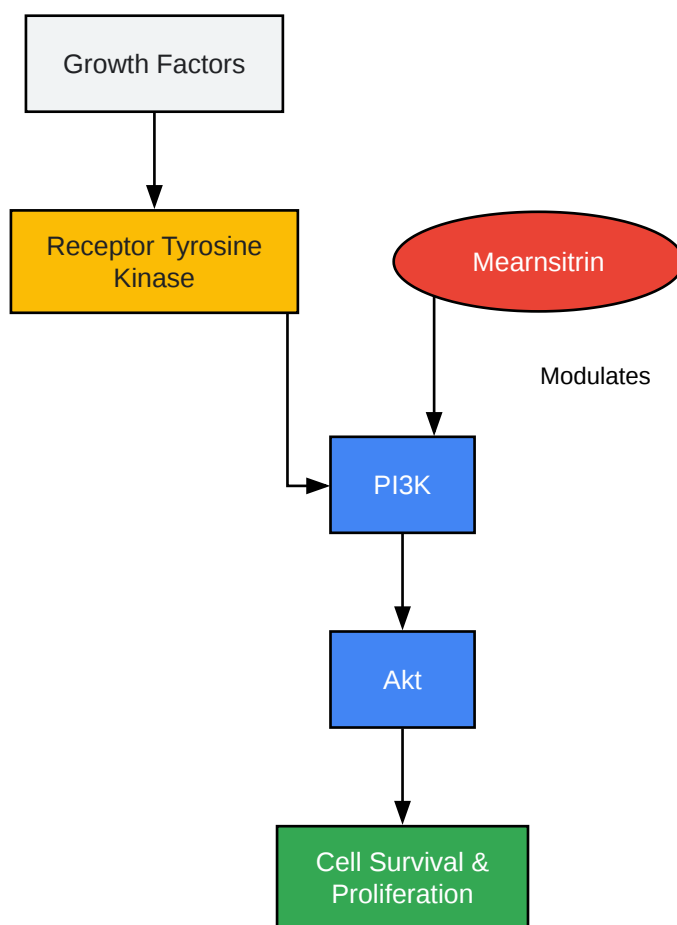 Growth Factors
Receptor Tyrosine
Kinase
Mearnsitrin
Modulates
PI3K
Akt
Cell Survival &
Proliferation